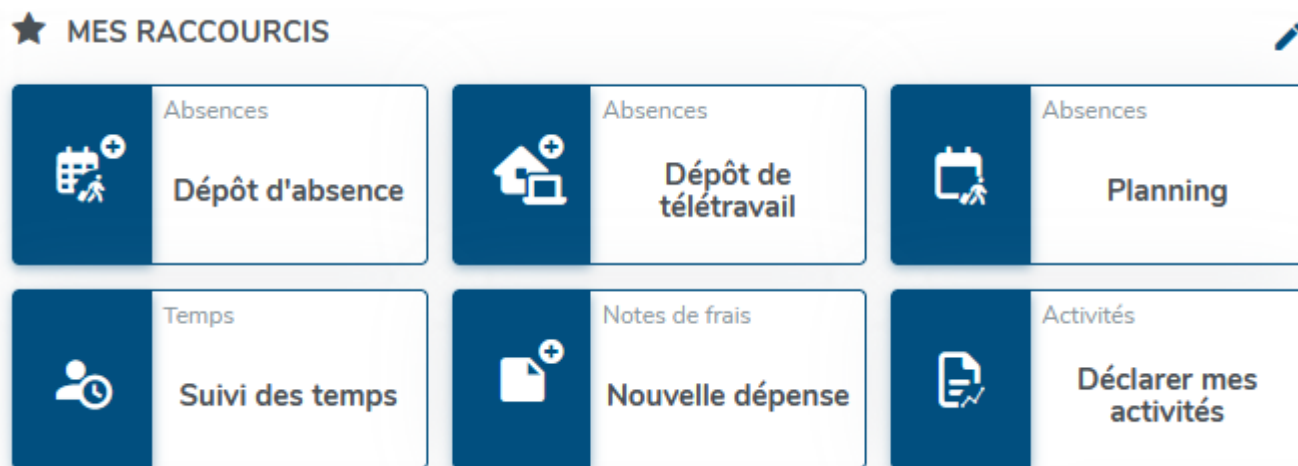 MES RACCOURCIS
Absences
Dépôt d'absence
Absences
Dépôt de
télétravail
Absences
Planning
Temps
Suivi des temps
Notes de frais
Nouvelle dépense
Activités
Déclarer mes
activités